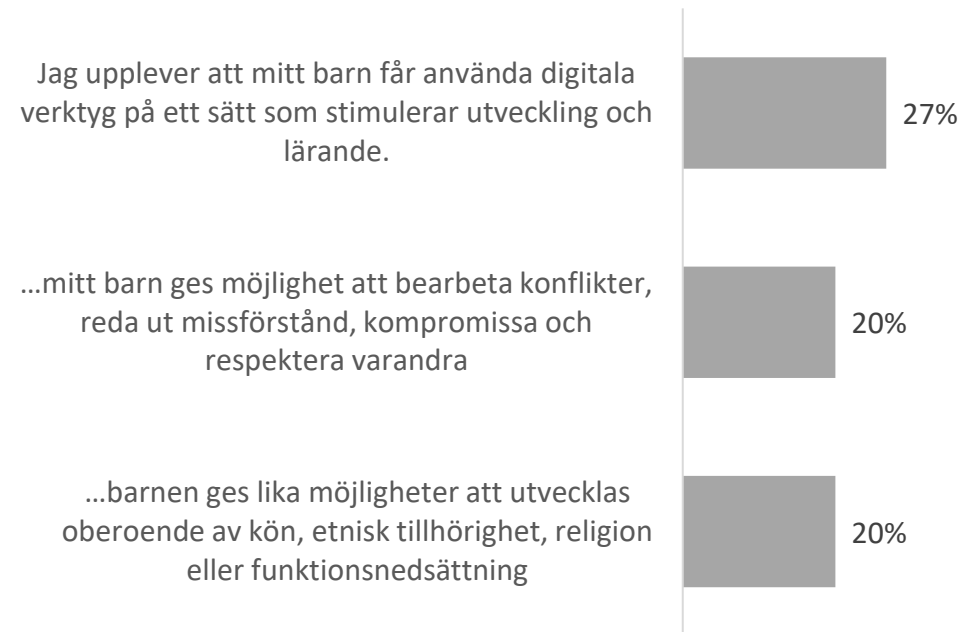 Jag upplever att mitt barn får använda digitala
verktyg på ett sätt som stimulerar utveckling och
lärande.
27%
...mitt barn ges möjlighet att bearbeta konflikter,
reda ut missförstånd, kompromissa och
respektera varandra
20%
...barnen ges lika möjligheter att utvecklas
oberoende av kön, etnisk tillhörighet, religion
eller funktionsnedsättning
20%